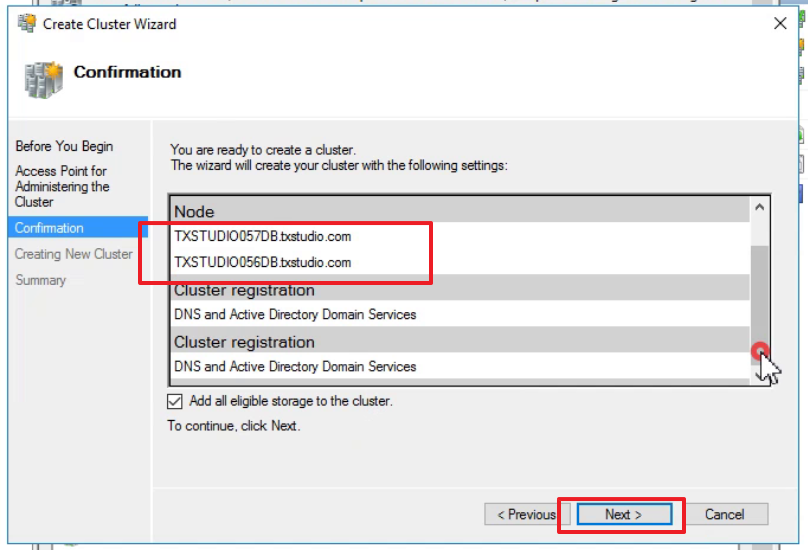 Create Cluster Wizard
Confirmation
Before You Begin
Access Point for
Administering the
Cluster
Confirmation
Creating New Cluster
Summary
You are ready to create a cluster.
The wizard will create your cluster with the following settings:
Node
TXSTUDIO057DB.txstudio.com
TXSTUDIO056DB.txstudio.com
Cluster registration
DNS and Active Directory Domain Services
Cluster registration
DNS and Active Directory Domain Services
Add all eligible storage to the cluster.
To continue, click Next.
< Previous
Next >
Cancel